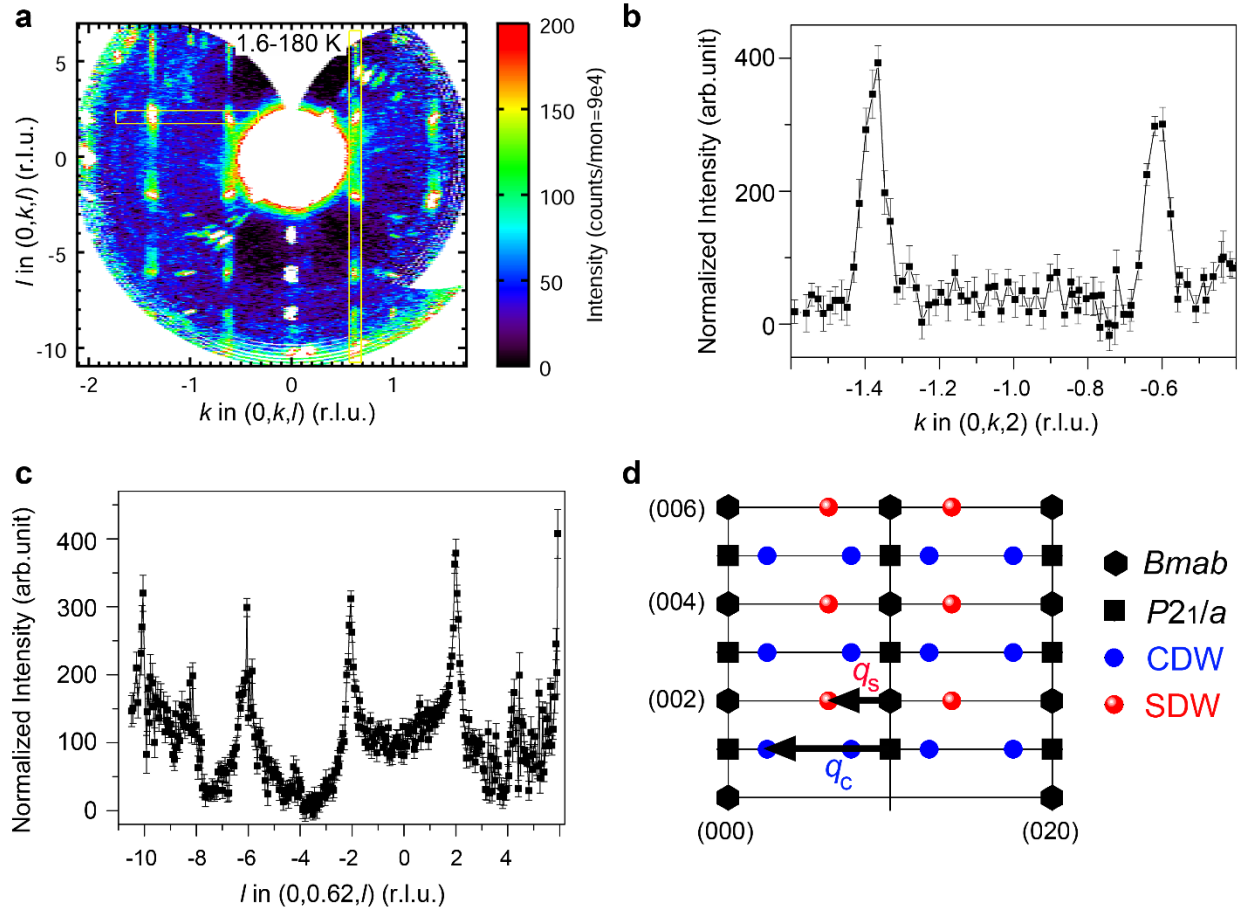 a
1.6-180 K
5
0
-5
-10
-2
-1
0
1
l in (0,k,l) (r.l.u.)
k in (0,k,l) (r.l.u.)
200
150
100
50
0
Intensity (counts/mon=9e4)
b
400
200
0
-1.4
-1.2
-1.0
-0.8
-0.6
Normalized Intensity (arb.unit)
k in (0,k,2) (r.l.u.)
c
400
300
200
100
0
-10
-8
-6
-4
-2
0
2
4
Normalized Intensity (arb.unit)
l in (0,0.62,l) (r.l.u.)
d
(006)
(004)
(002)
(000)
(020)
qs
qc
Bmab
P21/a
CDW
SDW